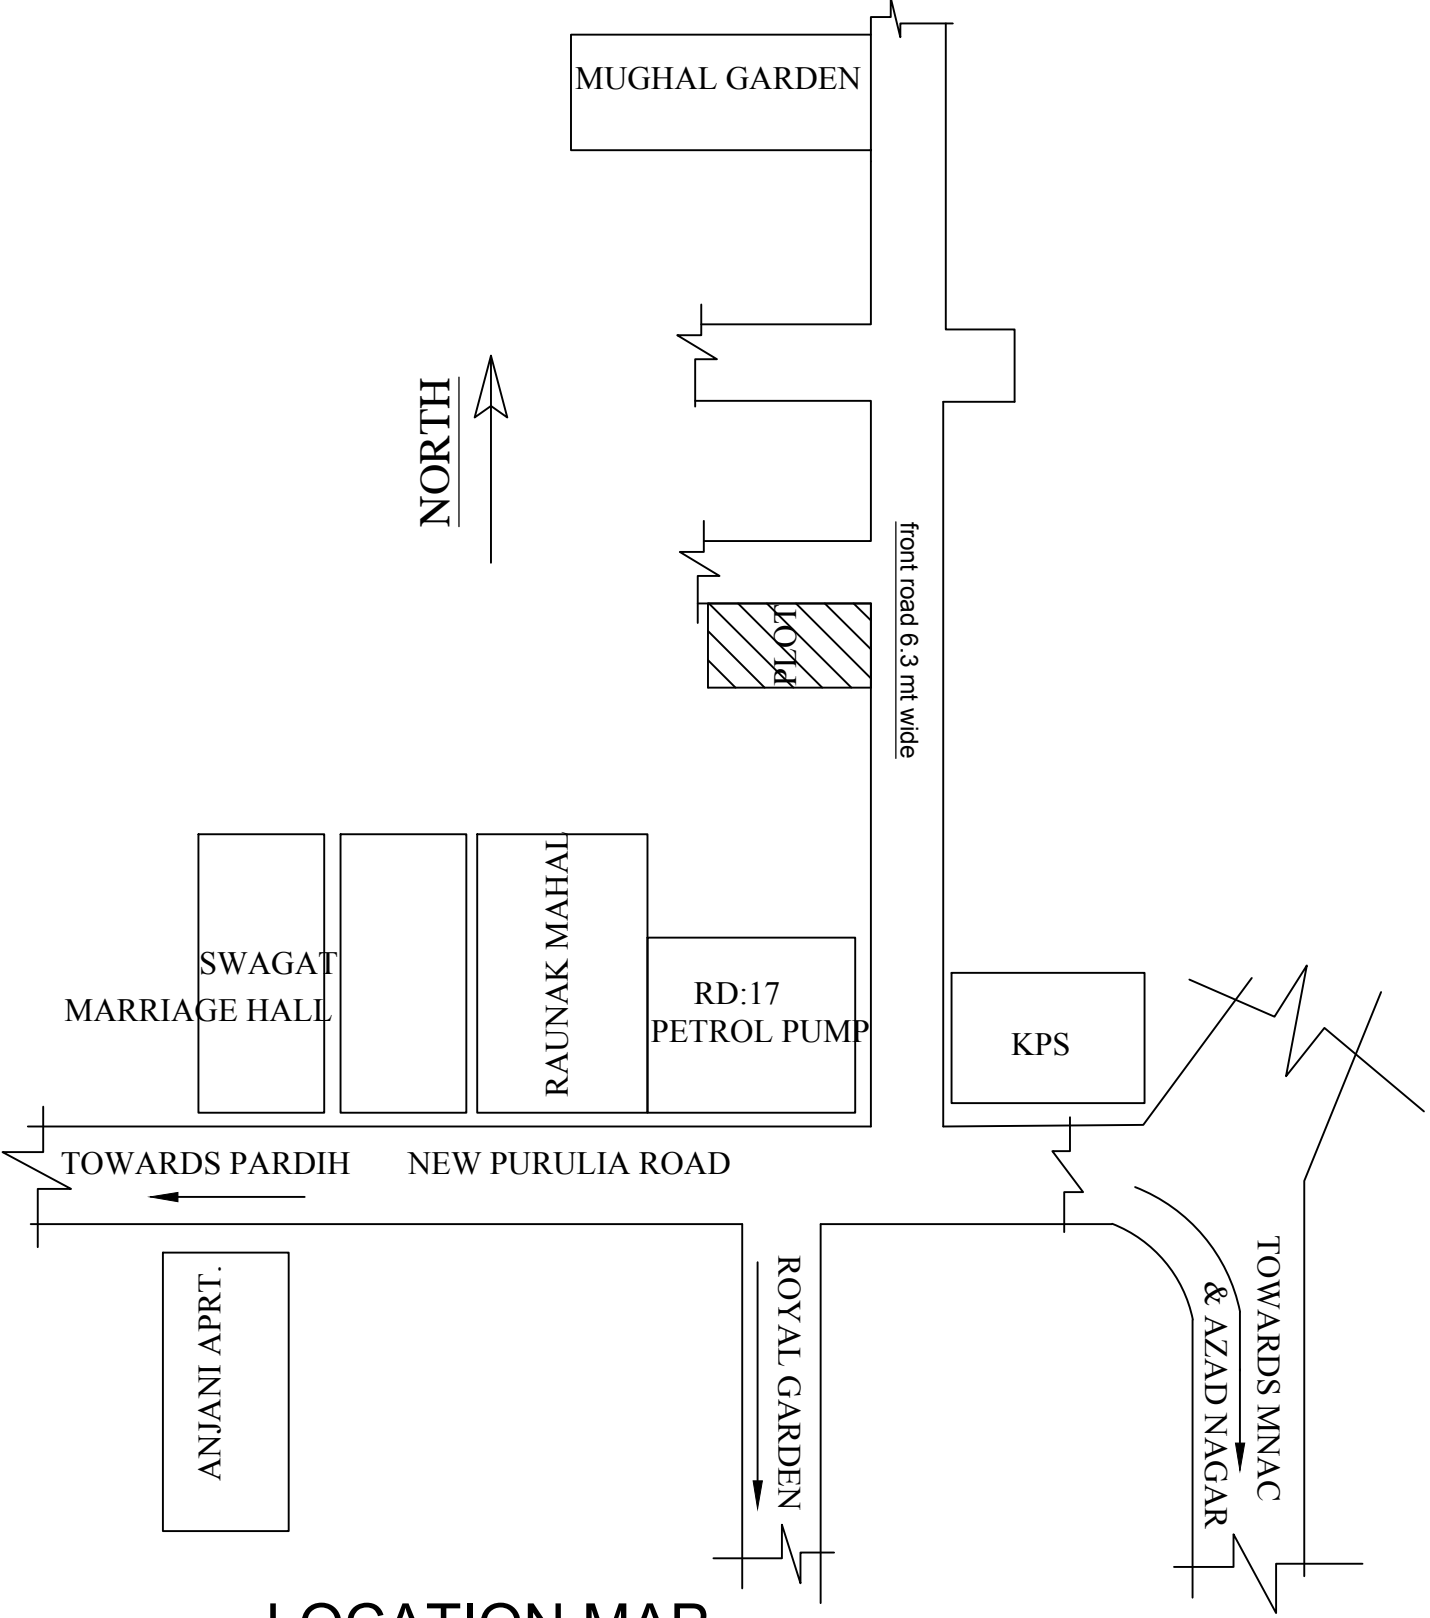 MUGHAL GARDEN
NORTH
front road 6.3 mt wide
PLOT
RAUNAK MAHAL
SWAGAT
MARRIAGE HALL
RD:17
PETROL PUMP
KPS
TOWARDS PARDIH NEW PURULIA ROAD
ANJANI APRT.
ROYAL GARDEN
TOWARDS MNAC
& AZAD NAGAR
LOCATION MAP